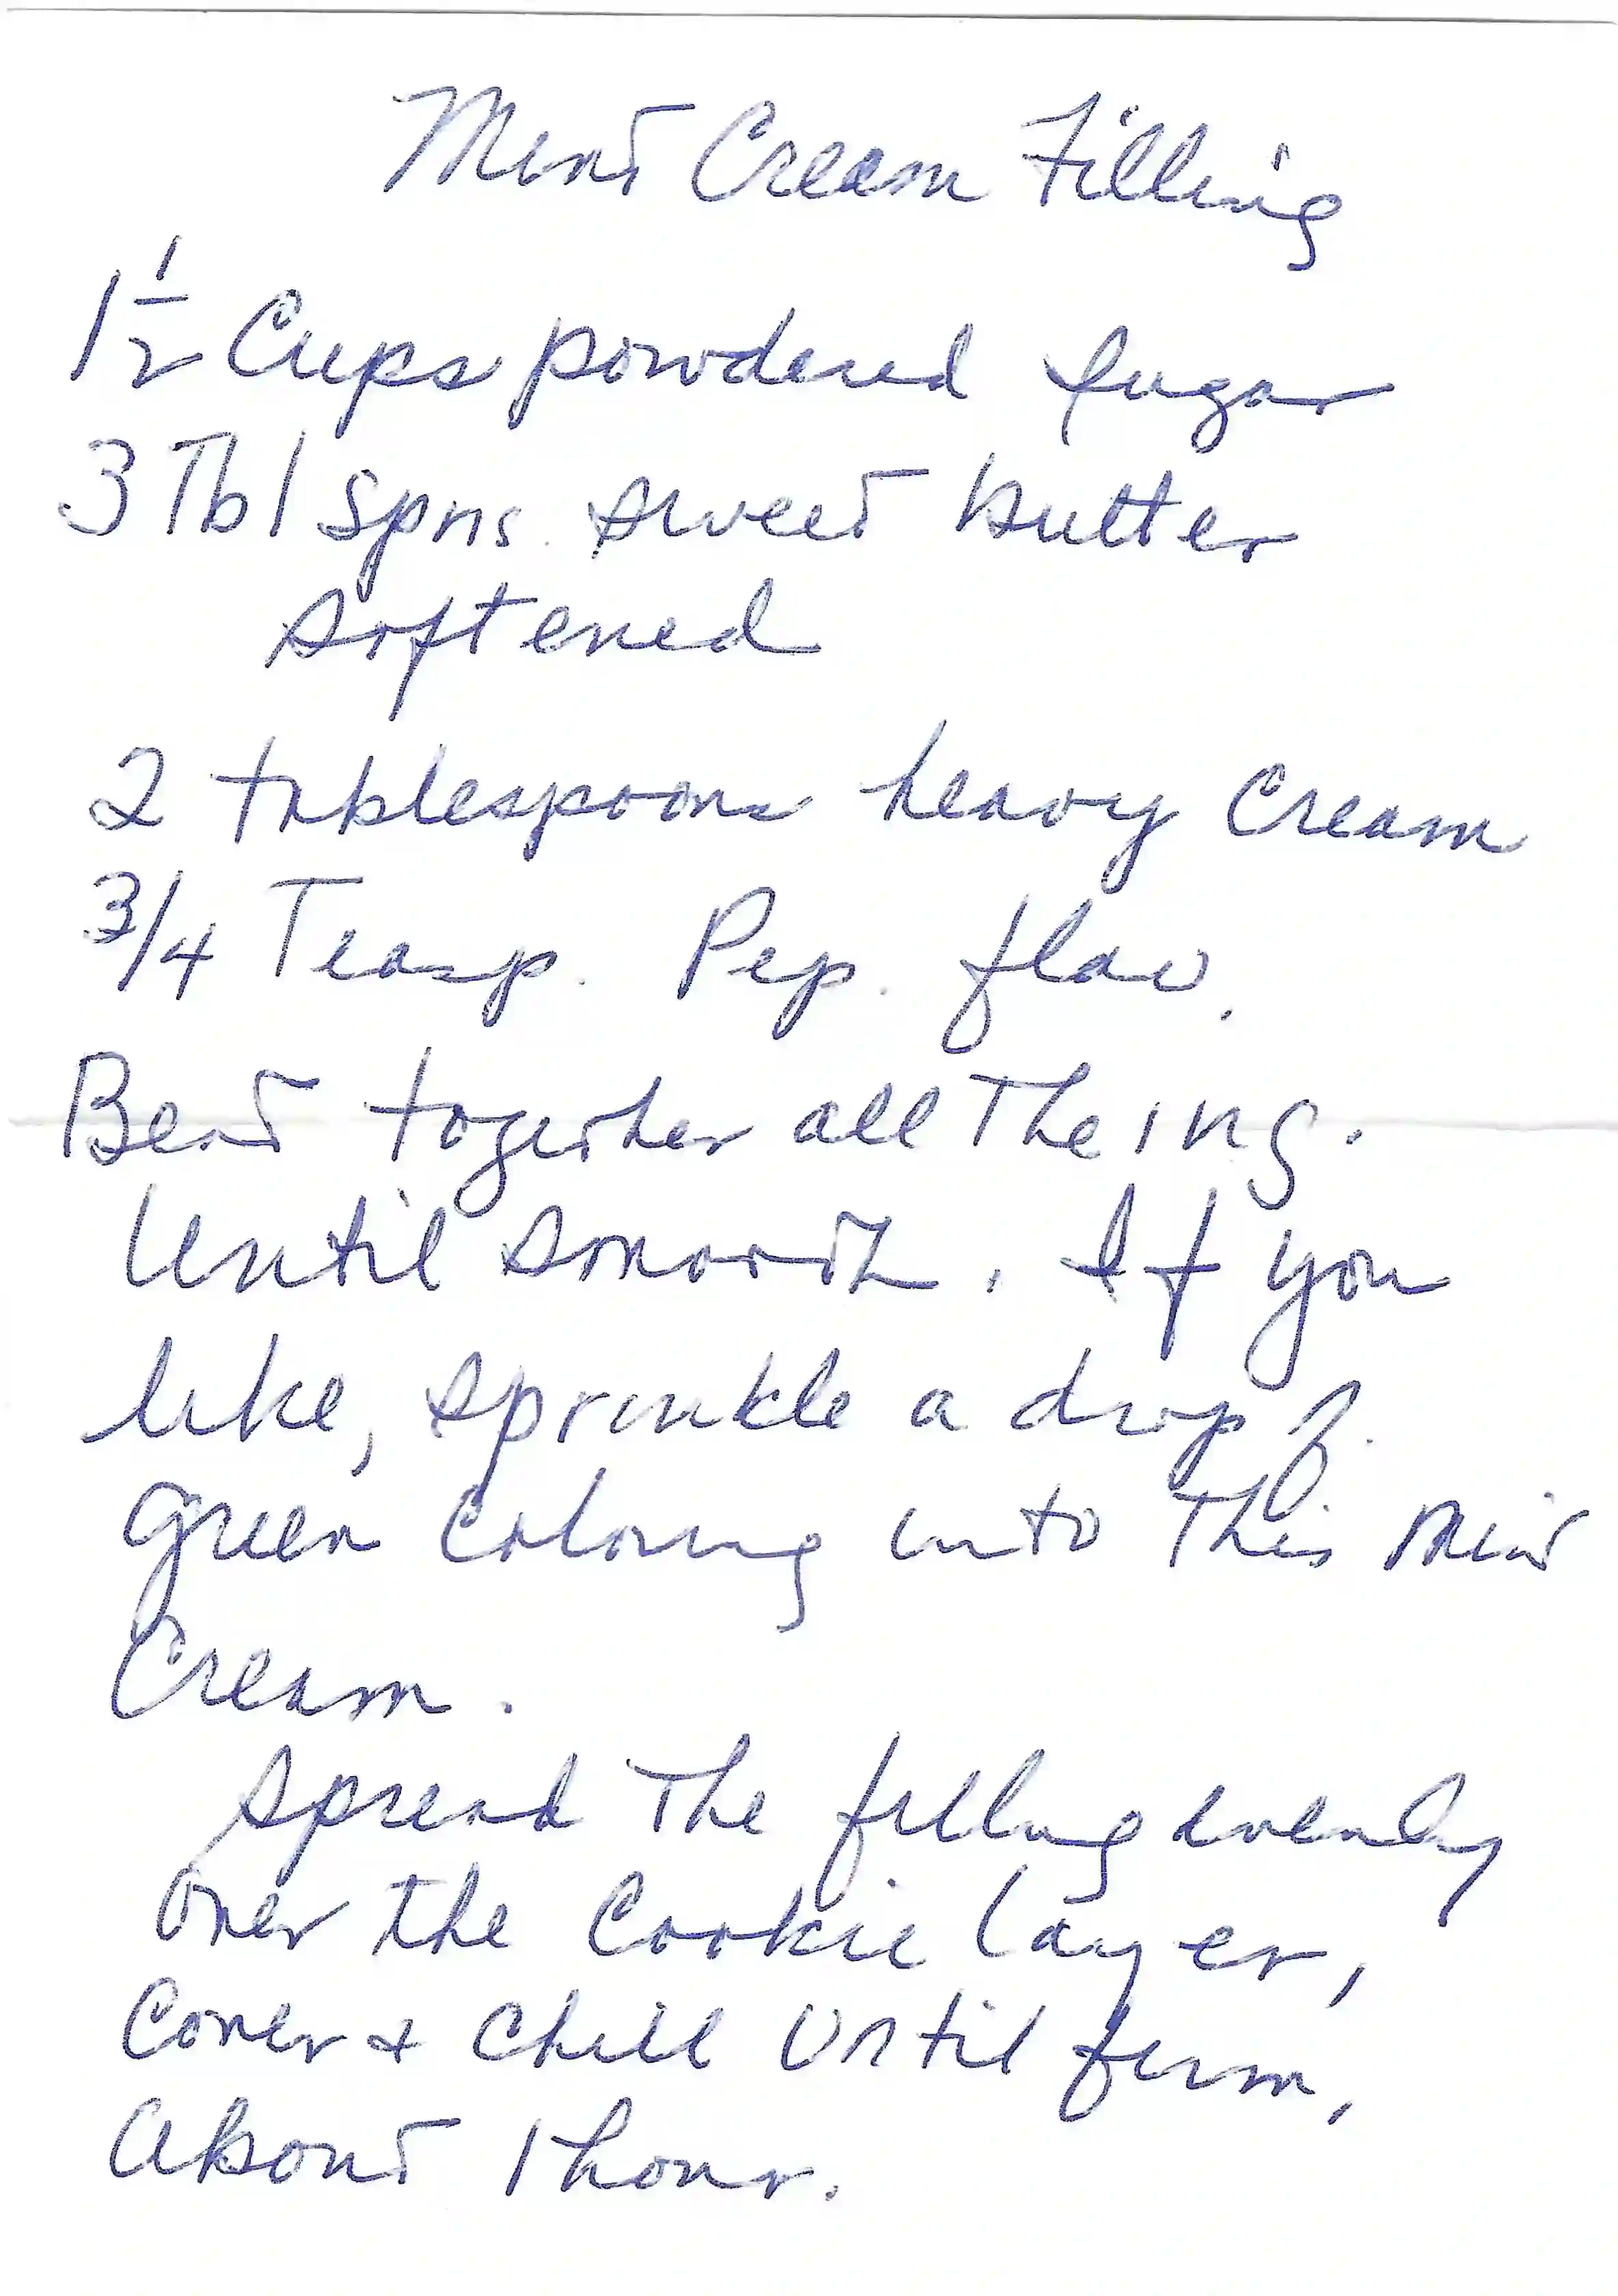 Mint Cream Filling
1 1/2 Cups powdered sugar
3 Tbl spns. sweet butter
softened
2 tablespoons heavy Cream
3/4 Teasp. Pep. flav.
Beat together all The ing.
Until smooth. If you
like, sprinkle a drop f.
Green Coloring into This mint
Cream.
Spread The filling evenly
over the Cookie layer,
Cover & Chill Until firm,
About 1 hour.